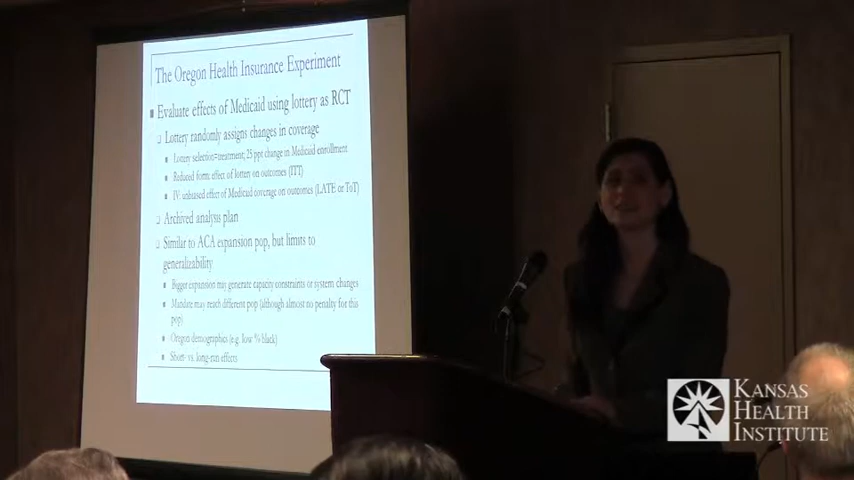 The Oregon Health Insurance Experiment
Evaluate effects of Medicaid using lottery as RCT
Lottery randomly assigns changes in coverage
Lottery selection=treatment; 25 ppt change in Medicaid enrollment
Reduced form: effect of lottery on outcomes (ITT)
IV: unbiased effect of Medicaid coverage on outcomes (LATE or ToT)
Archived analysis plan
Similar to ACA expansion pop, but limits to
generalizability
Bigger expansion may generate capacity constraints or system changes
Mandate may reach different pop (although almost no penalty for this
pop)
Oregon demographics (e.g. low % black)
Short- vs. long-run effects
KANSAS
HEALTH
INSTITUTE